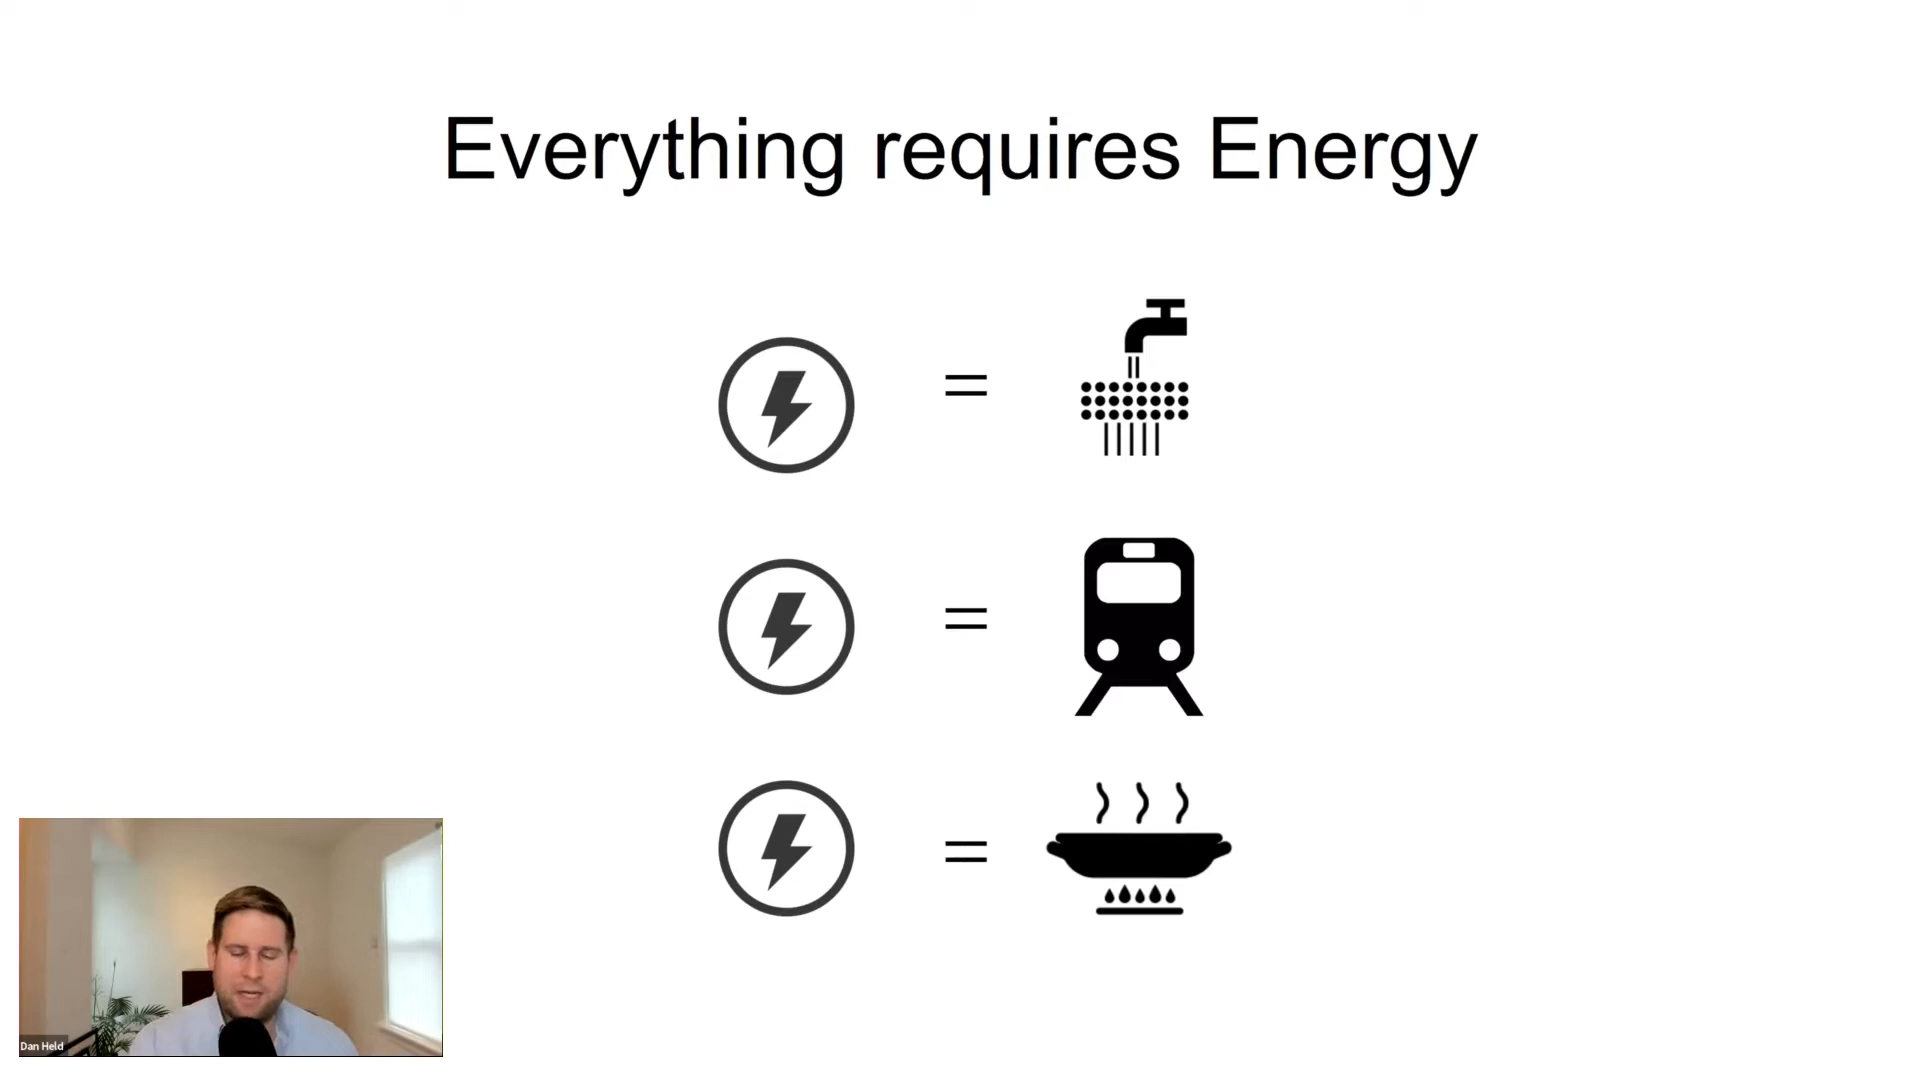 Everything requires Energy
=
=
=
Dan Held